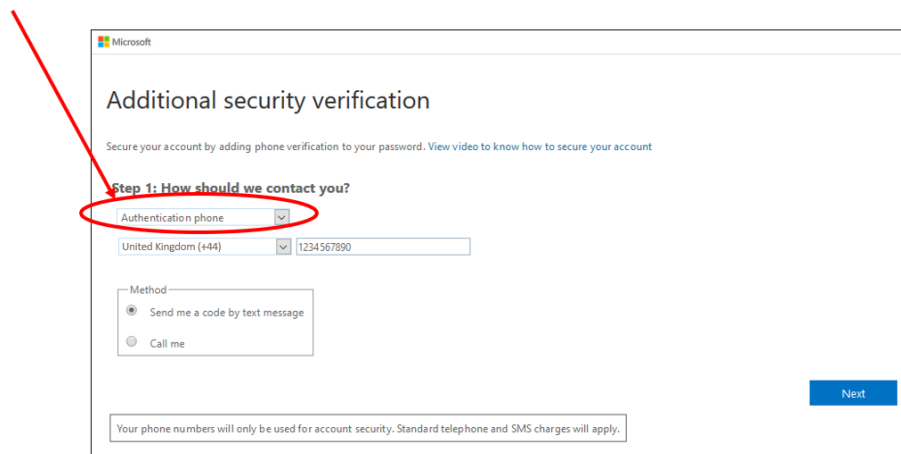 Microsoft
Additional security verification
Secure your account by adding phone verification to your password. View video to know how to secure your account
Step 1: How should we contact you?
Authentication phone
United Kingdom (+44) 1234567890
Method
Send me a code by text message
Call me
Next
Your phone numbers will only be used for account security. Standard telephone and SMS charges will apply.